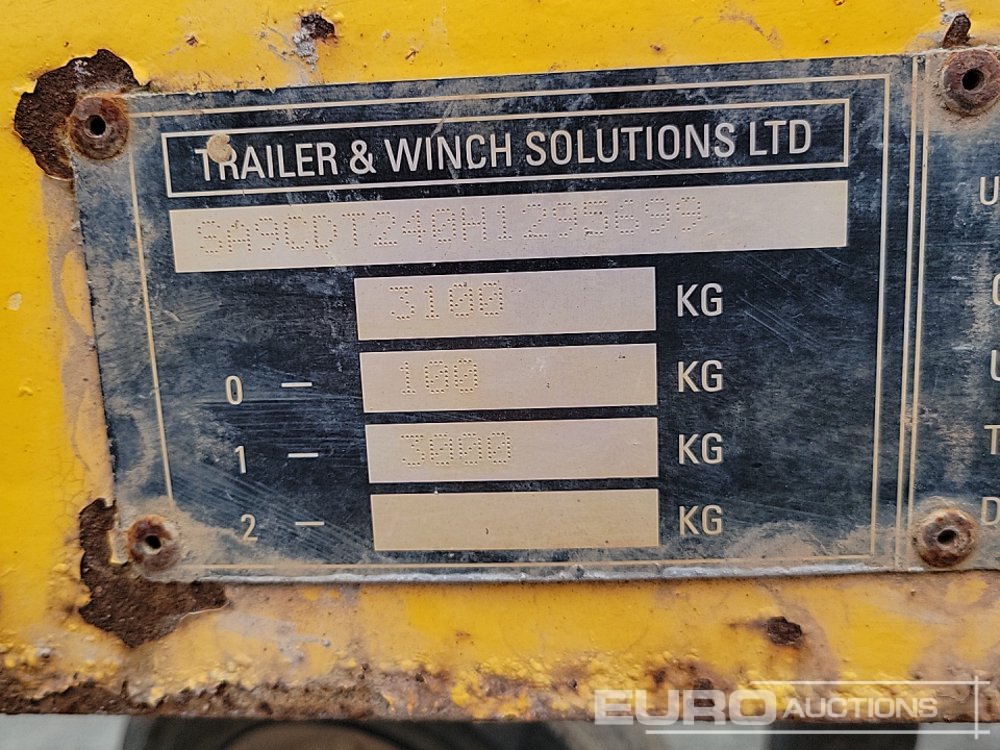 TRAILER & WINCH SOLUTIONS LTD
SA9CDT240H1295699
3100 KG
0 — 100 KG
1 — 3000 KG
2 — KG
U
T
D
EURO AUCTIONS